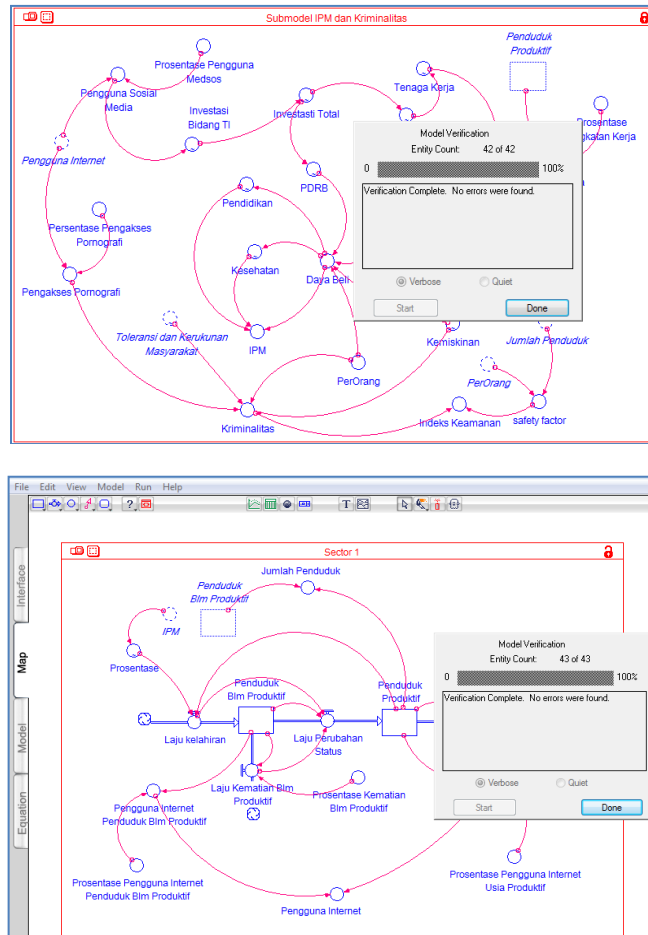 Submodel IPM dan Kriminalitas
Prosentase Pengguna
Medsos
Penduduk
Produktif
Pengguna Sosial
Media
Tenaga Kerja
Investasi
Bidang TI
Investasti Total
Prosentase
gkatan Kerja
Pengguna Internet
Model Verification
Entity Count: 42 of 42
0 100%
Verification Complete. No errors were found.
Verbose Quiet
Start Done
PDRB
Pendidikan
Persentase Pengakses
Pornografi
Kesehatan
Daya Beli
Pengakses Pornografi
Toleransi dan Kerukunan
Masyarakat
IPM
Kemiskinan
Jumlah Penduduk
PerOrang
PerOrang
Kriminalitas
Indeks Keamanan
safety factor
File Edit View Model Run Help
Interface
Map
Model
Equation
Sector 1
Jumlah Penduduk
Penduduk
Blm Produktif
IPM
Prosentase
Penduduk
Blm Produktif
Penduduk
Produktif
Laju kelahiran
Laju Perubahan
Status
Laju Kematian Blm
Produktif
Prosentase Kematian
Blm Produktif
Pengguna Internet
Penduduk Blm Produktif
Prosentase Pengguna Internet
Penduduk Blm Produktif
Prosentase Pengguna Internet
Usia Produktif
Pengguna Internet
Model Verification
Entity Count: 43 of 43
0 100%
Verification Complete. No errors were found.
Verbose Quiet
Start Done